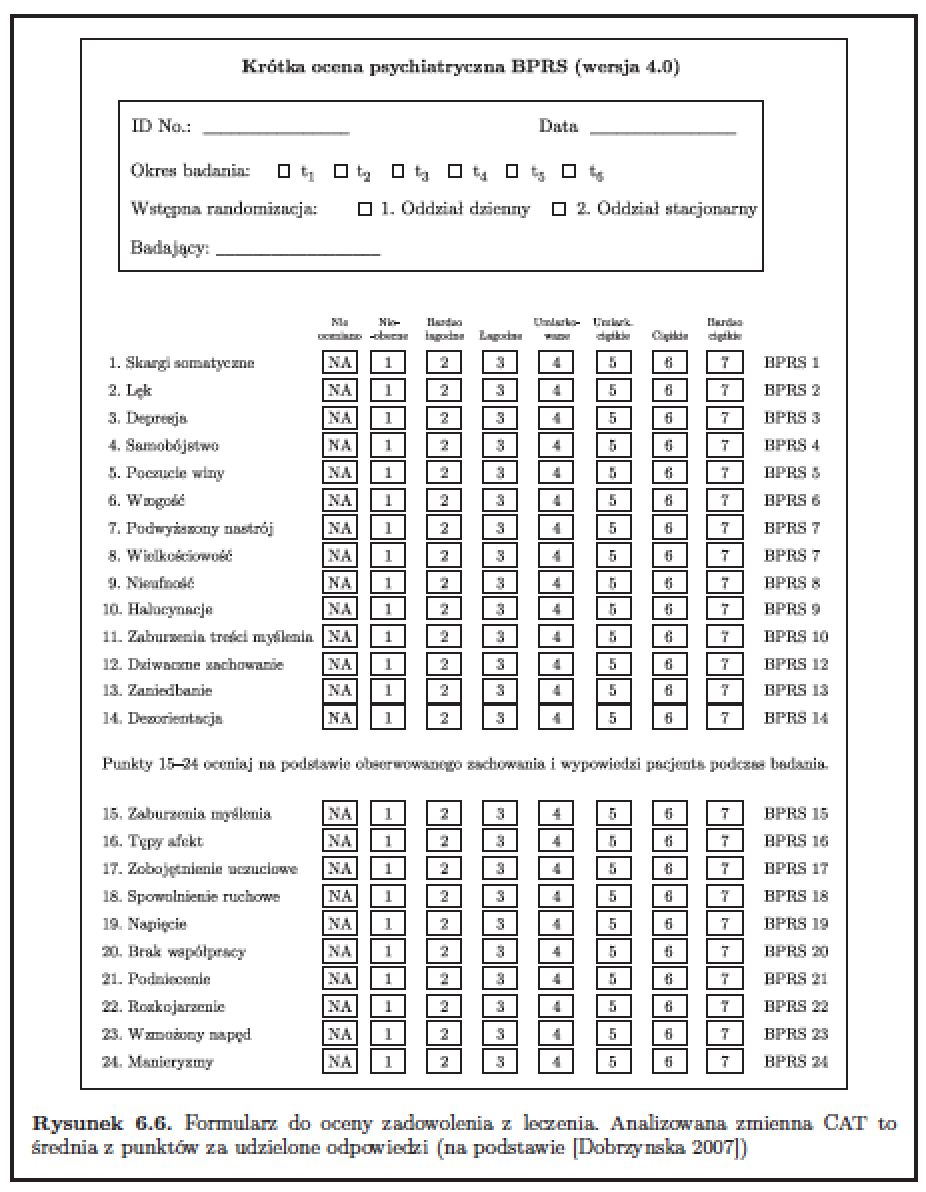 Krótka ocena psychiatryczna BPRS (wersja 4.0)
ID No.: Data
Okres badania: t1 t2 t3 t4 t5 t6
Wstępna randomizacja: 1. Oddział dzienny 2. Oddział stacjonarny
Badający:
Nie oceniano Nie-obecne Bardzo łagodne Łagodne Umiarko-wane Umiark. ciężkie Ciężkie Bardzo ciężkie
1. Skargi somatyczne NA 1 2 3 4 5 6 7 BPRS 1
2. Lęk NA 1 2 3 4 5 6 7 BPRS 2
3. Depresja NA 1 2 3 4 5 6 7 BPRS 3
4. Samobójstwo NA 1 2 3 4 5 6 7 BPRS 4
5. Poczucie winy NA 1 2 3 4 5 6 7 BPRS 5
6. Wrogość NA 1 2 3 4 5 6 7 BPRS 6
7. Podwyższony nastrój NA 1 2 3 4 5 6 7 BPRS 7
8. Wielkościowość NA 1 2 3 4 5 6 7 BPRS 7
9. Nieufność NA 1 2 3 4 5 6 7 BPRS 8
10. Halucynacje NA 1 2 3 4 5 6 7 BPRS 9
11. Zaburzenia treści myślenia NA 1 2 3 4 5 6 7 BPRS 10
12. Dziwaczne zachowanie NA 1 2 3 4 5 6 7 BPRS 12
13. Zaniedbanie NA 1 2 3 4 5 6 7 BPRS 13
14. Dezorientacja NA 1 2 3 4 5 6 7 BPRS 14
Punkty 15–24 oceniaj na podstawie obserwowanego zachowania i wypowiedzi pacjenta podczas badania.
15. Zaburzenia myślenia NA 1 2 3 4 5 6 7 BPRS 15
16. Tępy afekt NA 1 2 3 4 5 6 7 BPRS 16
17. Zobojętnienie uczuciowe NA 1 2 3 4 5 6 7 BPRS 17
18. Spowolnienie ruchowe NA 1 2 3 4 5 6 7 BPRS 18
19. Napięcie NA 1 2 3 4 5 6 7 BPRS 19
20. Brak współpracy NA 1 2 3 4 5 6 7 BPRS 20
21. Podniecenie NA 1 2 3 4 5 6 7 BPRS 21
22. Rozkojarzenie NA 1 2 3 4 5 6 7 BPRS 22
23. Wzmożony napęd NA 1 2 3 4 5 6 7 BPRS 23
24. Manieryzmy NA 1 2 3 4 5 6 7 BPRS 24
Rysunek 6.6. Formularz do oceny zadowolenia z leczenia. Analizowana zmienna CAT to
średnia z punktów za udzielone odpowiedzi (na podstawie [Dobrzynska 2007])